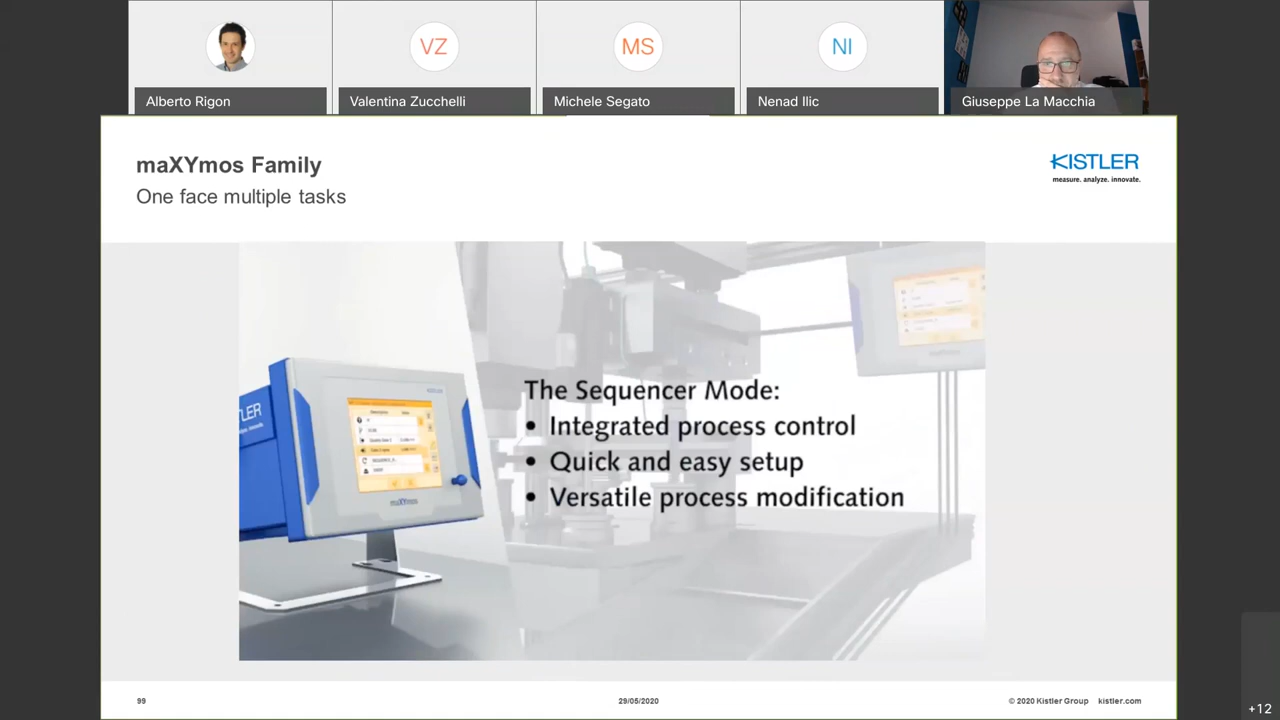 VZ
MS
NI
Alberto Rigon
Valentina Zucchelli
Michele Segato
Nenad Ilic
Giuseppe La Macchia
maXYmos Family
One face multiple tasks
KISTLER
measure. analyze. innovate.
The Sequencer Mode:
• Integrated process control
• Quick and easy setup
• Versatile process modification
KISTLER
maXYmos
99
29/05/2020
© 2020 Kistler Group kistler.com
+12